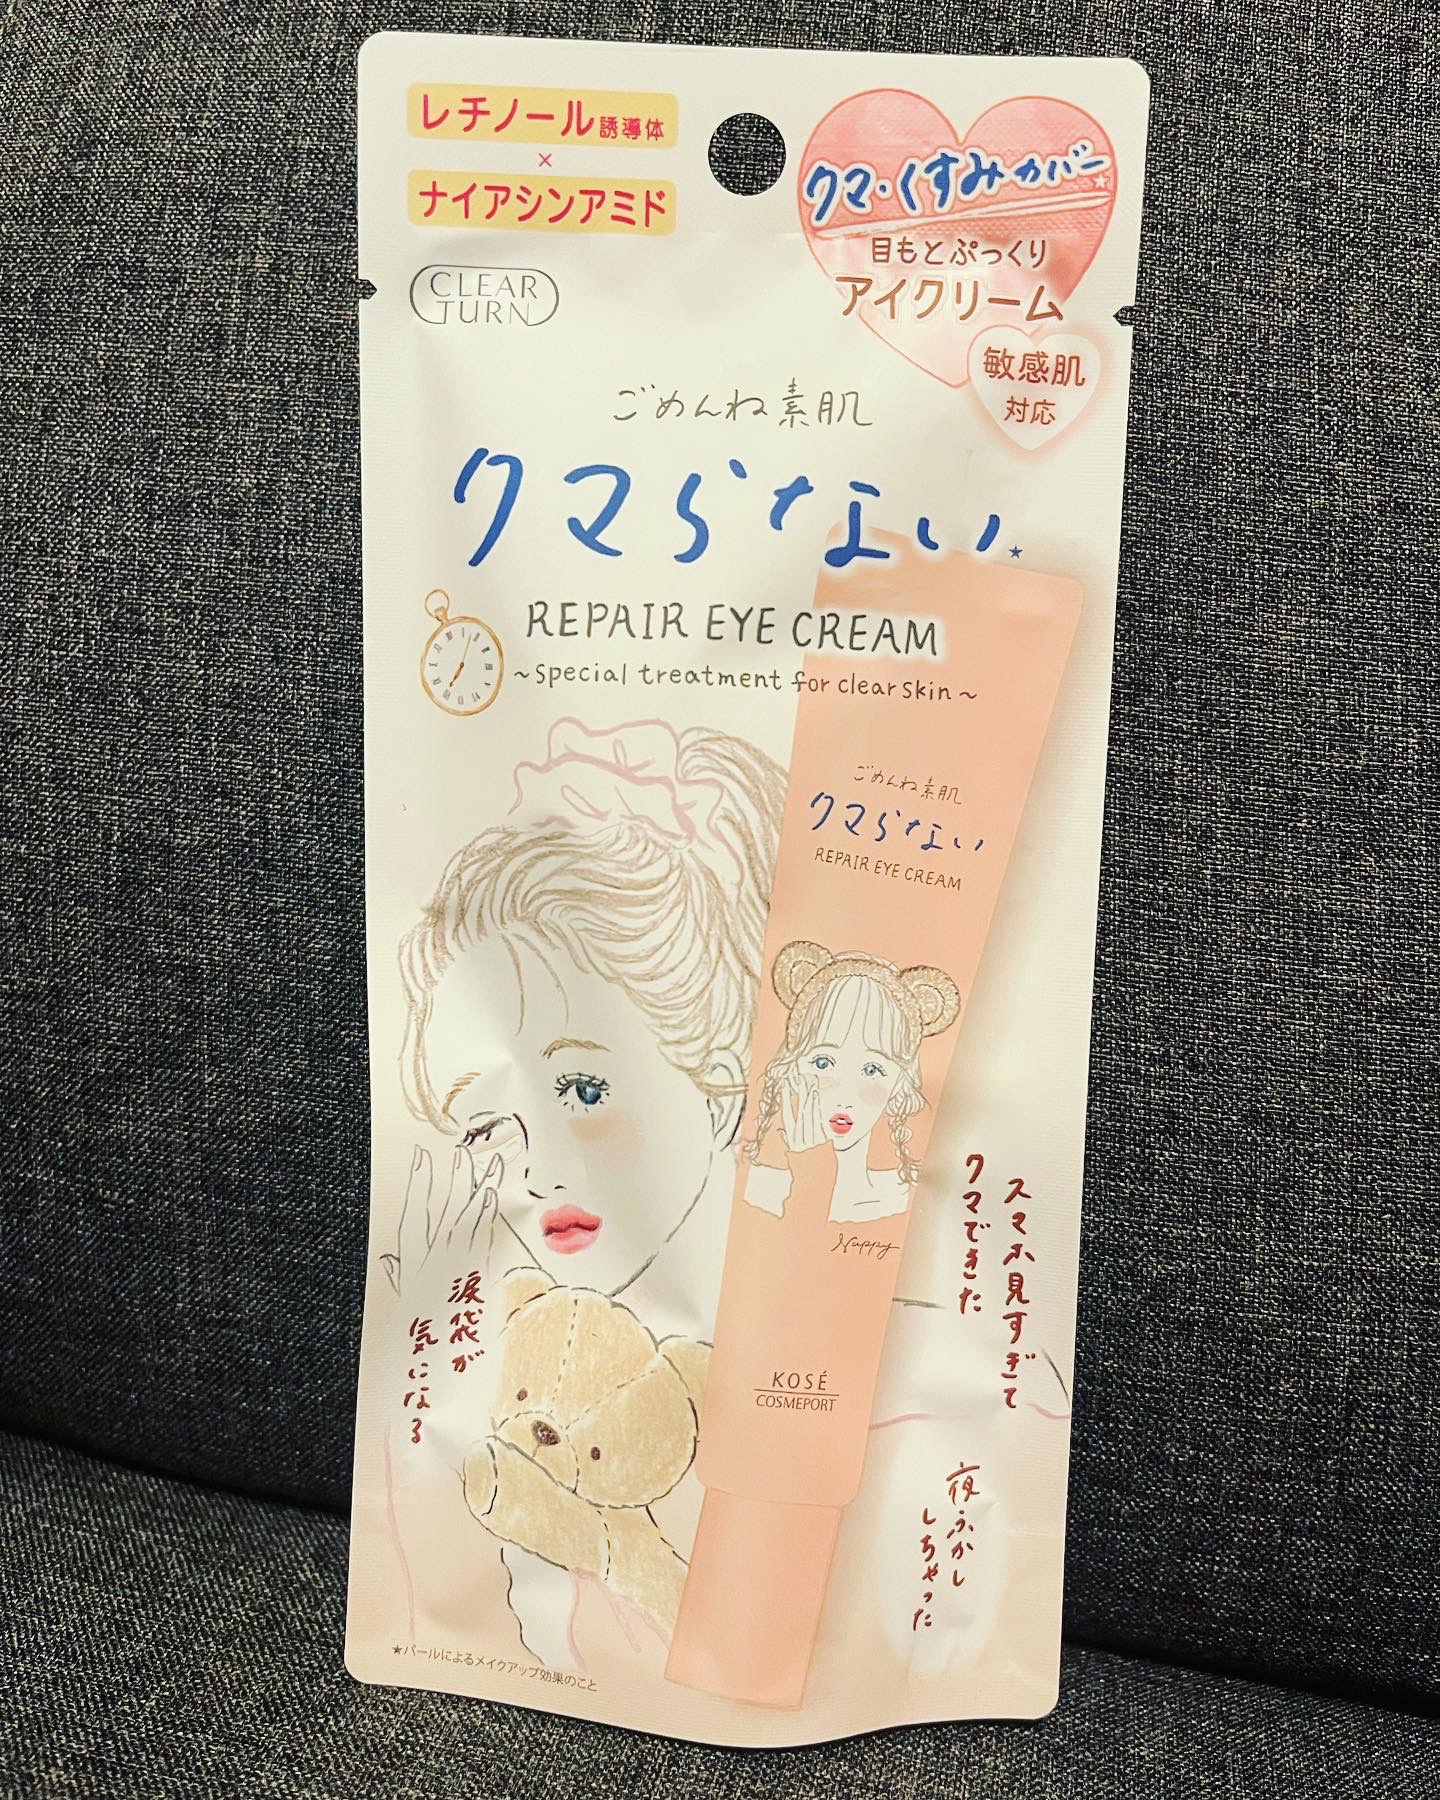 レチノール誘導体
×
ナイアシンアミド
クマ・くすみカバー★
目もとぷっくり
アイクリーム
敏感肌
対応
CLEAR
TURN
ごめんね素肌
クマらない★
REPAIR EYE CREAM
~special treatment for clear skin~
ごめんね素肌
クマらない
REPAIR EYE CREAM
Nappy
KOSÉ
COSMEPORT
スマホ見すぎて
クマできた
涙袋が
気になる
夜ふかし
しちゃった
★パールによるメイクアップ効果のこと